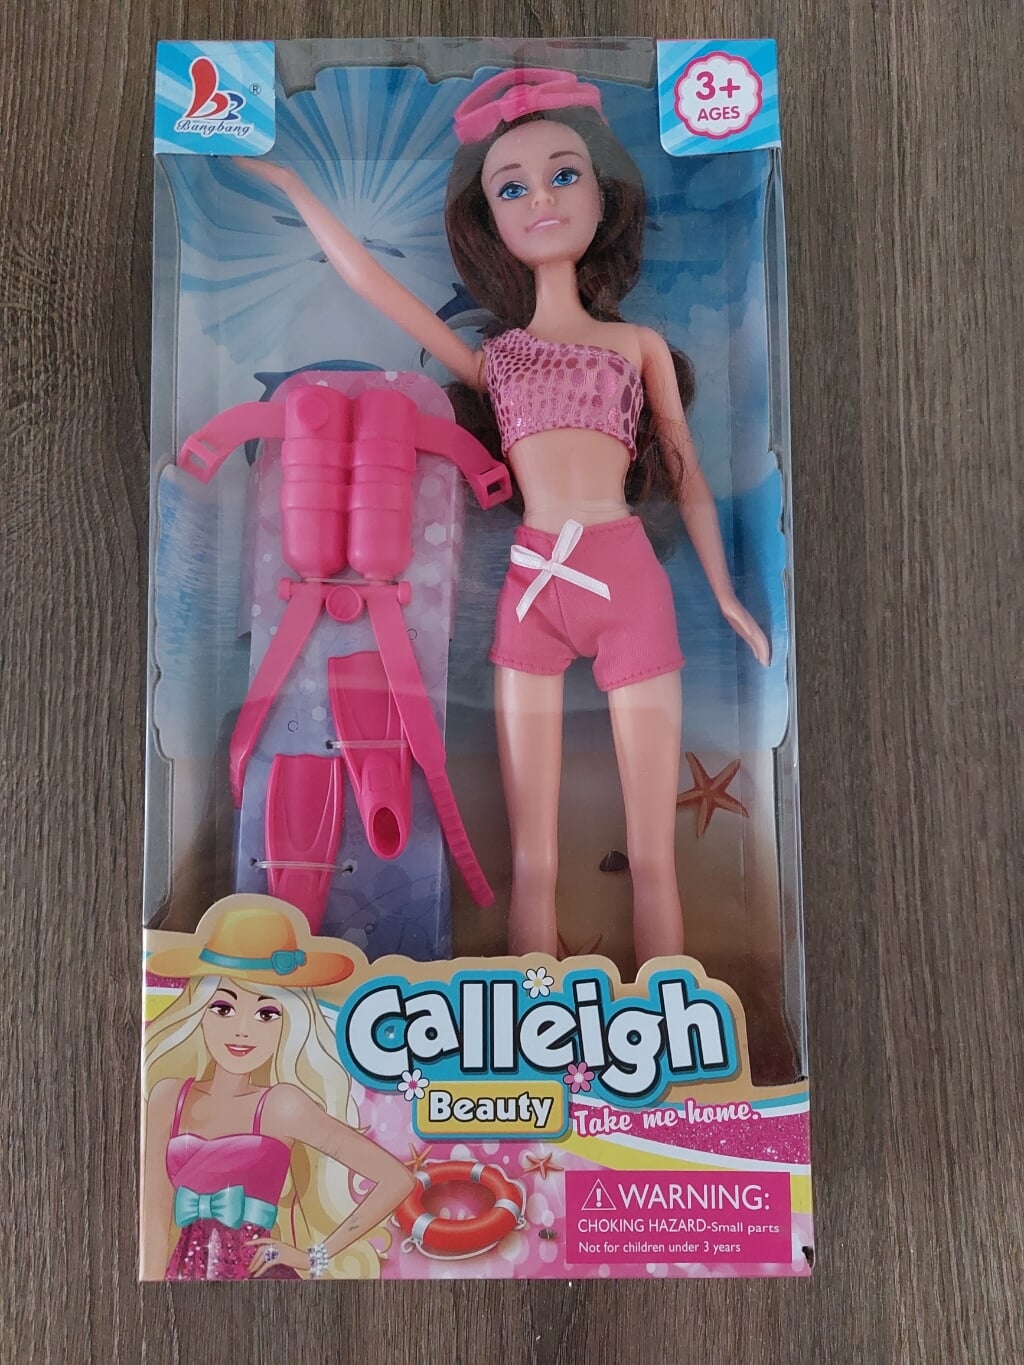 Bangbang ®
3+
AGES
Calleigh
Beauty
Take me home.
WARNING:
CHOKING HAZARD-Small parts
Not for children under 3 years